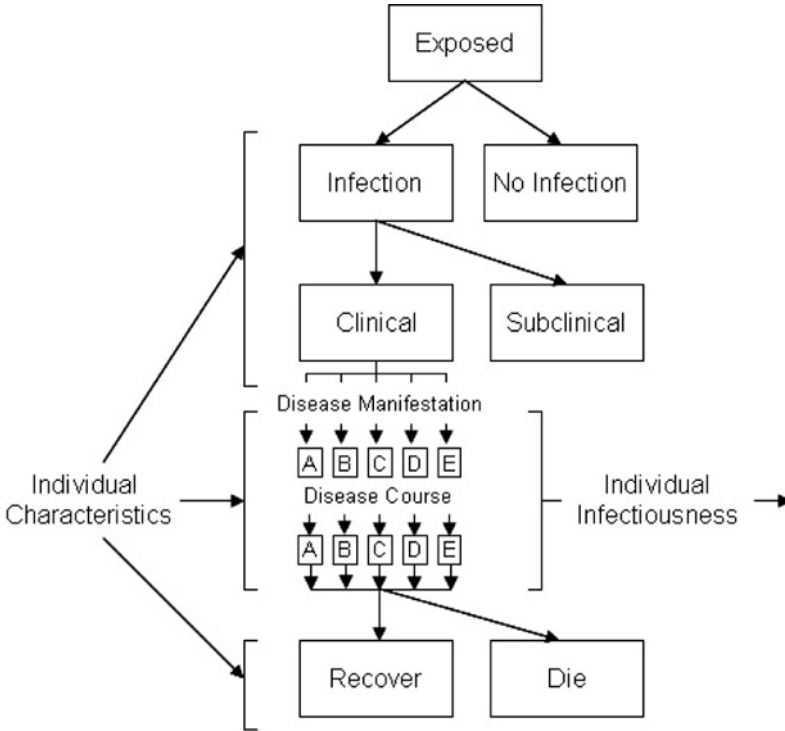 Exposed
Infection
No Infection
Clinical
Subclinical
Disease Manifestation
A B C D E
Individual
Characteristics
Disease Course
A B C D E
Individual
Infectiousness
Recover
Die